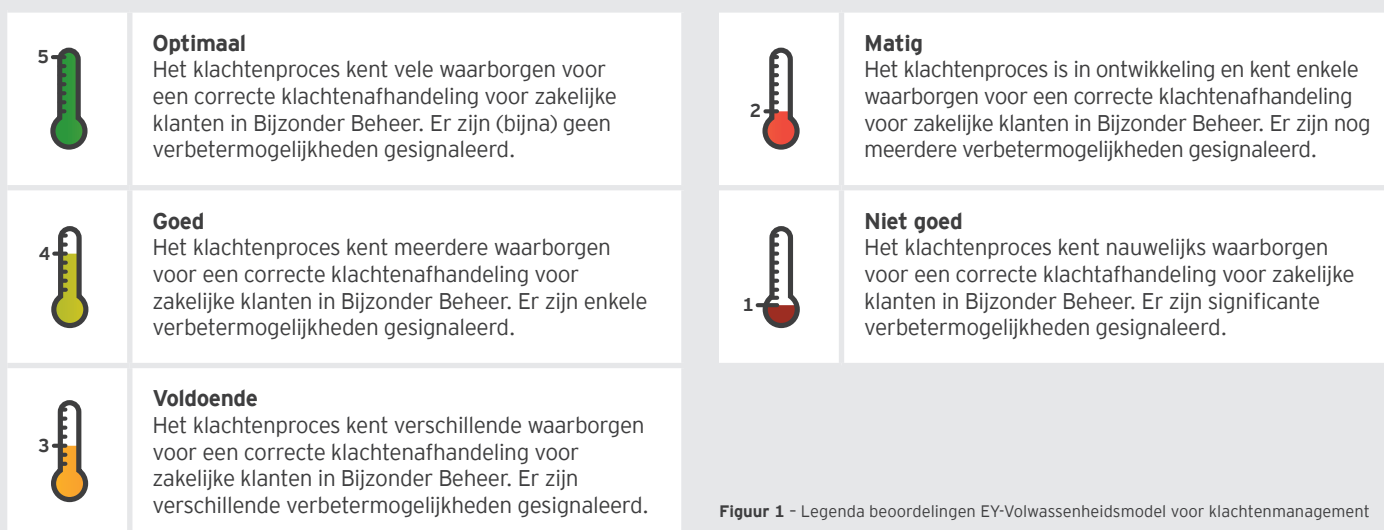 5
Optimaal
Het klachtenproces kent vele waarborgen voor
een correcte klachtenafhandeling voor zakelijke
klanten in Bijzonder Beheer. Er zijn (bijna) geen
verbetermogelijkheden gesignaleerd.
4
Goed
Het klachtenproces kent meerdere waarborgen
voor een correcte klachtenafhandeling voor
zakelijke klanten in Bijzonder Beheer. Er zijn enkele
verbetermogelijkheden gesignaleerd.
3
Voldoende
Het klachtenproces kent verschillende waarborgen
voor een correcte klachtenafhandeling voor
zakelijke klanten in Bijzonder Beheer. Er zijn
verschillende verbetermogelijkheden gesignaleerd.
2
Matig
Het klachtenproces is in ontwikkeling en kent enkele
waarborgen voor een correcte klachtenafhandeling
voor zakelijke klanten in Bijzonder Beheer. Er zijn nog
meerdere verbetermogelijkheden gesignaleerd.
1
Niet goed
Het klachtenproces kent nauwelijks waarborgen
voor een correcte klachtafhandeling voor zakelijke
klanten in Bijzonder Beheer. Er zijn significante
verbetermogelijkheden gesignaleerd.
Figuur 1 – Legenda beoordelingen EY-Volwassenheidsmodel voor klachtenmanagement